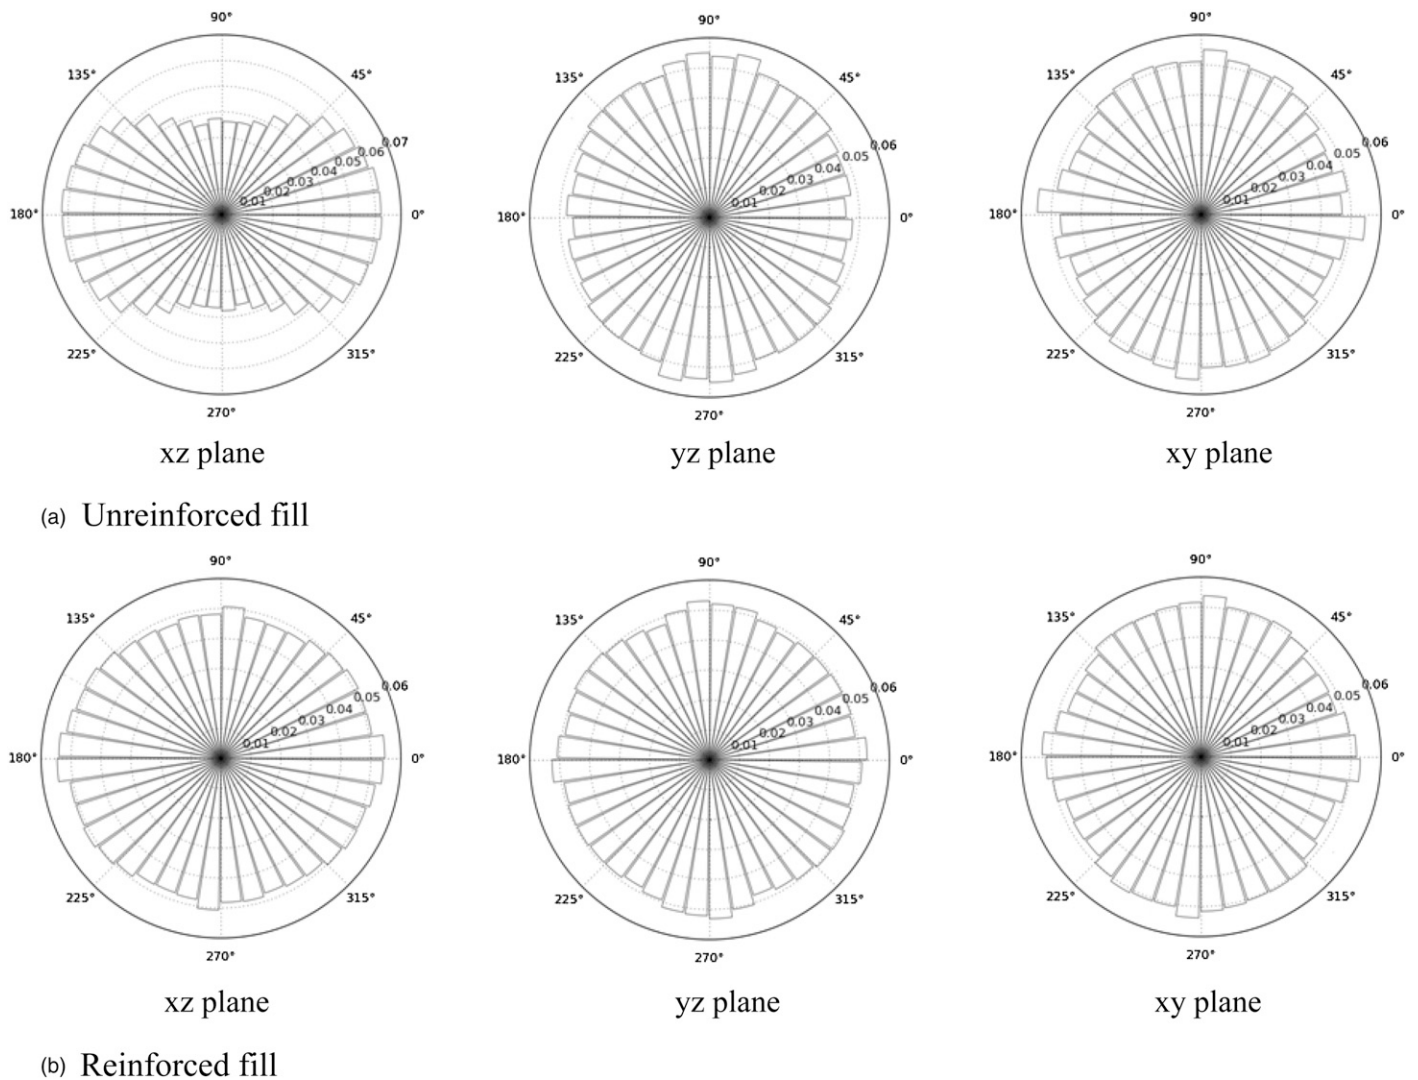 90° 90° 90°
135° 45° 135° 45° 135° 45°
0.01 0.02 0.03 0.04 0.05 0.06 0.07 0.01 0.02 0.03 0.04 0.05 0.06 0.01 0.02 0.03 0.04 0.05 0.06
180° 0° 180° 0° 180° 0°
225° 315° 225° 315° 225° 315°
270° 270° 270°
xz plane yz plane xy plane
(a) Unreinforced fill
90° 90° 90°
135° 45° 135° 45° 135° 45°
0.01 0.02 0.03 0.04 0.05 0.06 0.01 0.02 0.03 0.04 0.05 0.06 0.01 0.02 0.03 0.04 0.05 0.06
180° 0° 180° 0° 180° 0°
225° 315° 225° 315° 225° 315°
270° 270° 270°
xz plane yz plane xy plane
(b) Reinforced fill